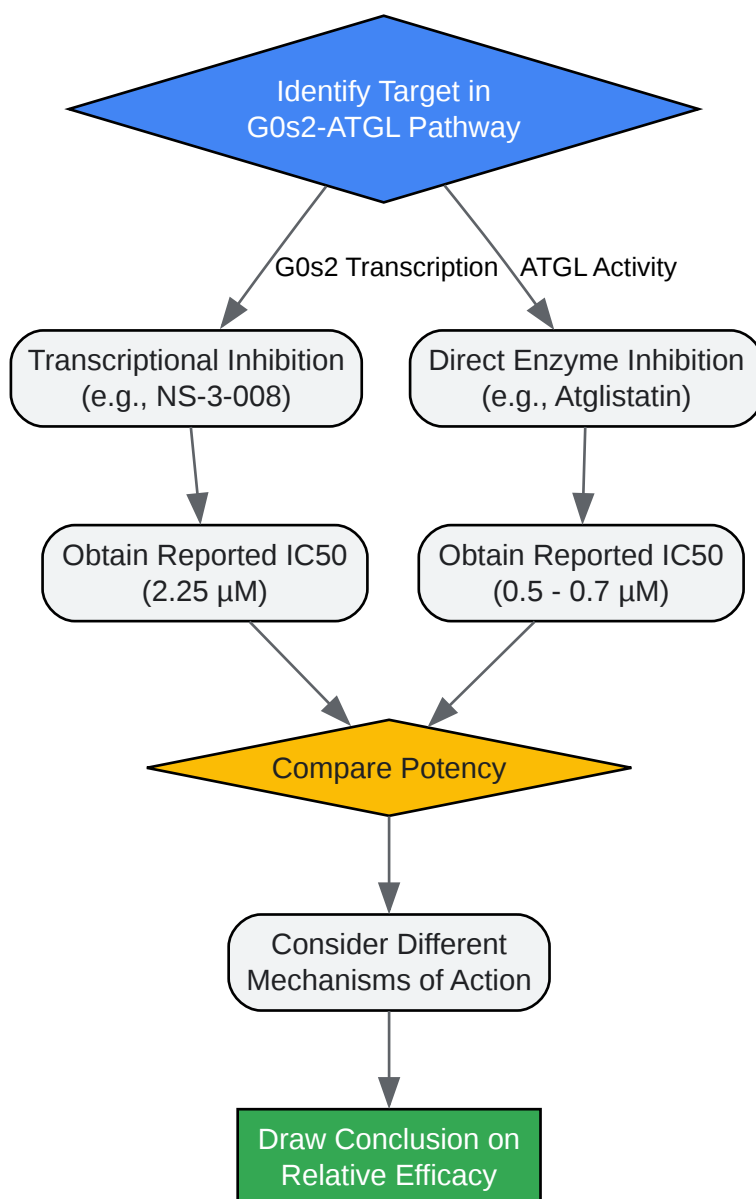 Identify Target in
G0s2-ATGL Pathway
G0s2 Transcription
ATGL Activity
Transcriptional Inhibition
(e.g., NS-3-008)
Direct Enzyme Inhibition
(e.g., Atglistatin)
Obtain Reported IC50
(2.25 µM)
Obtain Reported IC50
(0.5 - 0.7 µM)
Compare Potency
Consider Different
Mechanisms of Action
Draw Conclusion on
Relative Efficacy